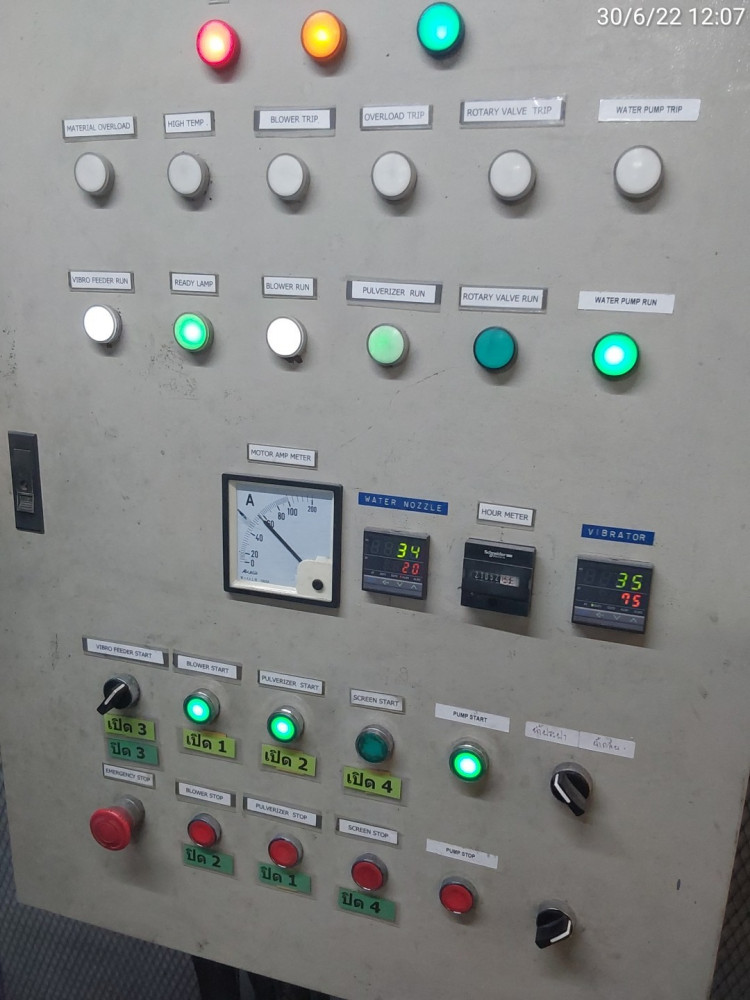 30/6/22 12:07
MATERIAL OVERLOAD
HIGH TEMP.
BLOWER TRIP
OVERLOAD TRIP
ROTARY VALVE TRIP
WATER PUMP TRIP
VIBRO FEEDER RUN
READY LAMP
BLOWER RUN
PULVERIZER RUN
ROTARY VALVE RUN
WATER PUMP RUN
MOTOR AMP METER
WATER NOZZLE
HOUR METER
VIBRATOR
A
0
20
40
60
80
100
200
34
20
Schneider
35
75
VIBRO FEEDER START
BLOWER START
PULVERIZER START
SCREEN START
PUMP START
เปิด 3
ปิด 3
เปิด 1
เปิด 2
เปิด 4
EMERGENCY STOP
BLOWER STOP
PULVERIZER STOP
SCREEN STOP
PUMP STOP
ปิด 2
ปิด 1
ปิด 4